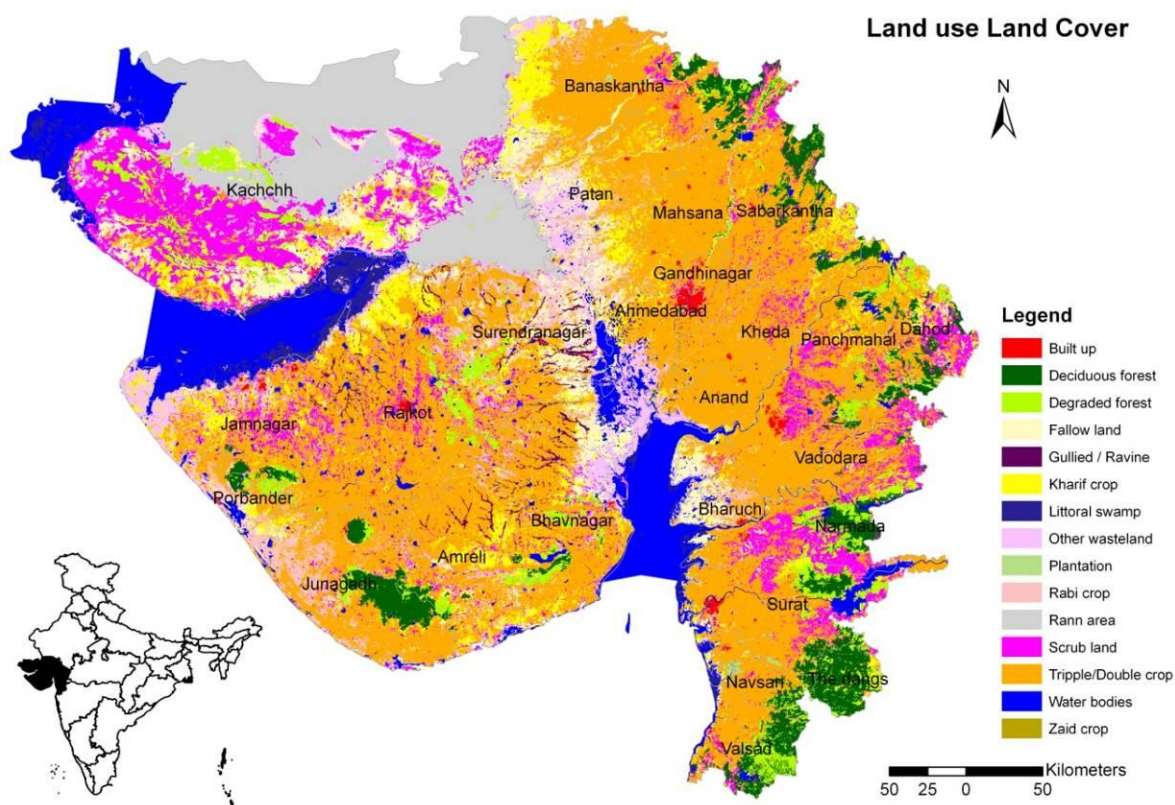 Land use Land Cover
N
Banaskantha
Kachchh
Patan
Mahsana
Sabarkantha
Gandhinagar
Surendranagar
Ahmedabad
Kheda
Panchmahal
Dahod
Rajkot
Jamnagar
Anand
Vadodara
Porbander
Bhavnagar
Bharuch
Narmada
Amreli
Junagadh
Surat
Navsari
The dangs
Valsad
Legend
Built up
Deciduous forest
Degraded forest
Fallow land
Gullied / Ravine
Kharif crop
Littoral swamp
Other wasteland
Plantation
Rabi crop
Rann area
Scrub land
Tripple/Double crop
Water bodies
Zaid crop
Kilometers
50 25 0 50